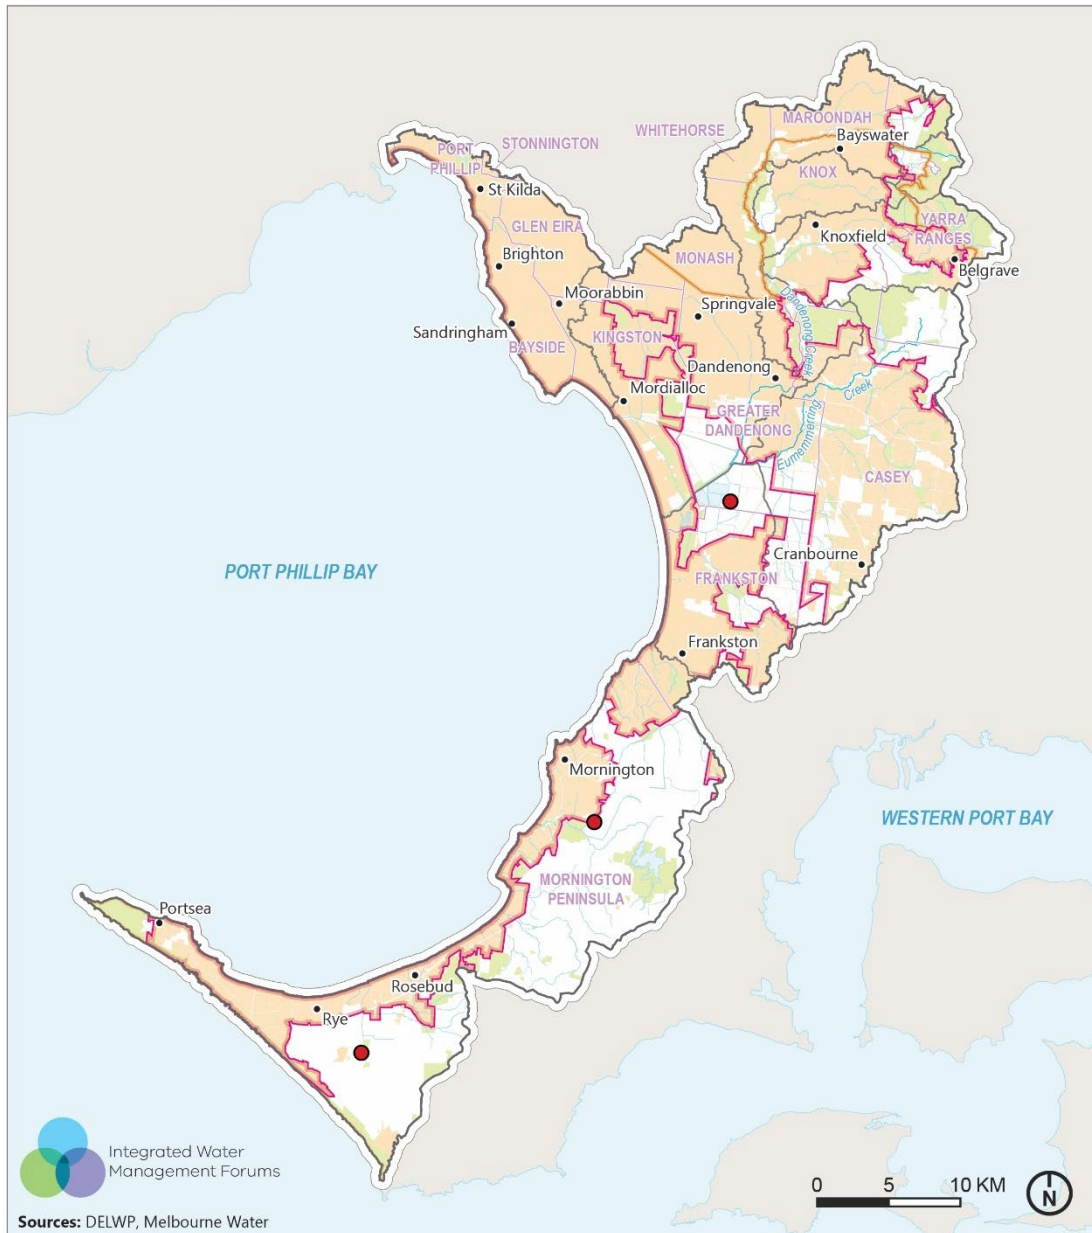 MAROONDAH
WHITEHORSE
Bayswater
STONNINGTON
PORT
PHILLIP
KNOX
St Kilda
YARRA
RANGES
GLEN EIRA
Knoxfield
Brighton
MONASH
Belgrave
Moorabbin
Springvale
Dandenong Creek
Sandringham
BAYSIDE
KINGSTON
Dandenong
Mordialloc
Creek
Eumemmerring
GREATER
DANDENONG
CASEY
Cranbourne
PORT PHILLIP BAY
FRANKSTON
Frankston
Mornington
WESTERN PORT BAY
MORNINGTON
PENINSULA
Portsea
Rosebud
Rye
Integrated Water
Management Forums
0 5 10 KM
N
Sources: DELWP, Melbourne Water